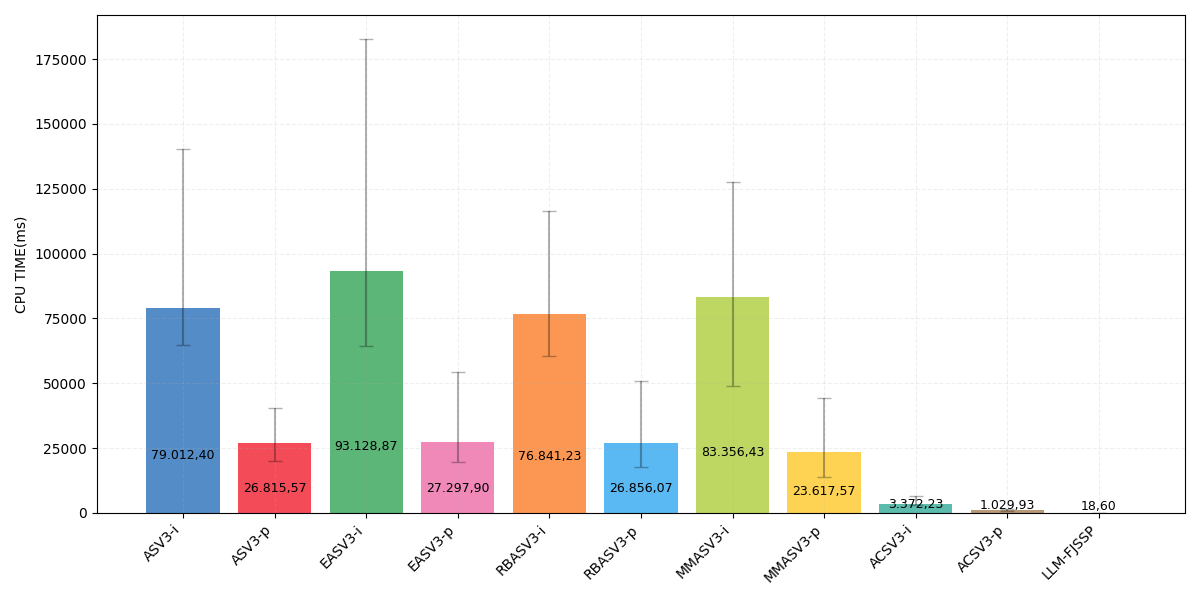 CPU TIME(ms)
175000
150000
125000
100000
75000
50000
25000
0
79.012,40
26.815,57
93.128,87
27.297,90
76.841,23
26.856,07
83.356,43
23.617,57
3.372,23
1.029,93
18,60
ASV3-i
ASV3-p
EASV3-i
EASV3-p
RBASV3-i
RBASV3-p
MMASV3-i
MMASV3-p
ACSV3-i
ACSV3-p
LLM-FJSSP